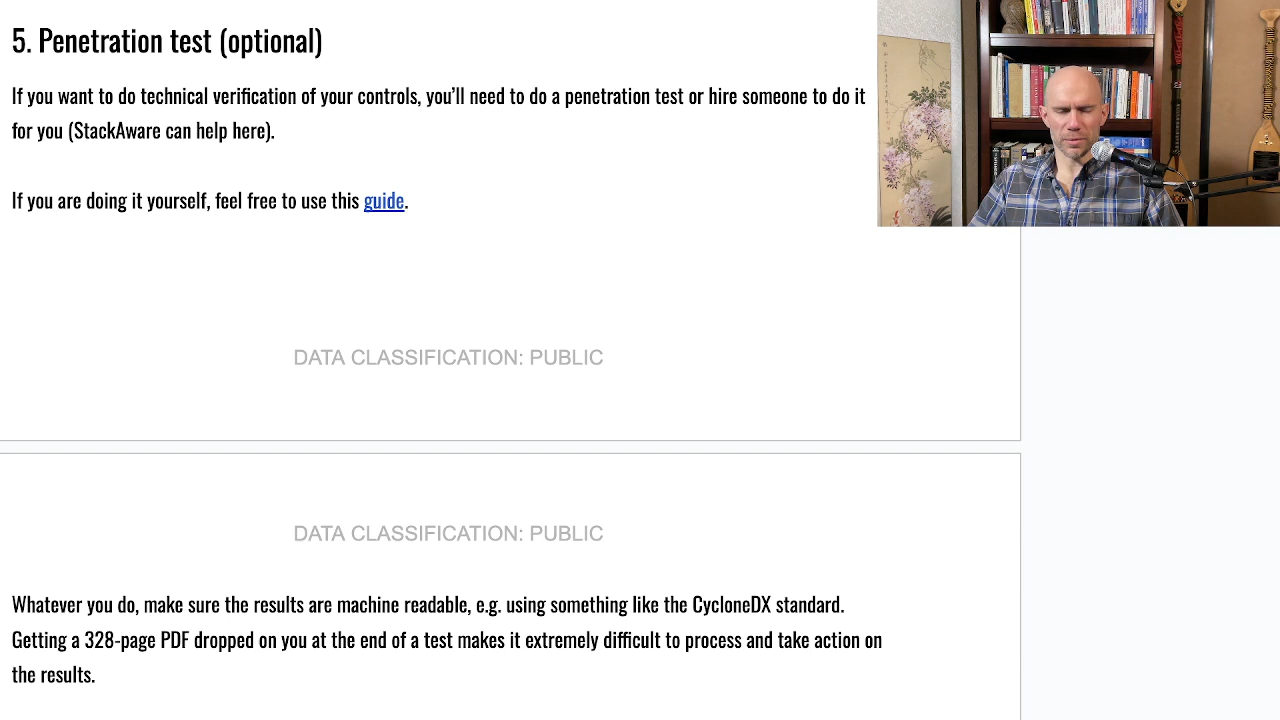 5. Penetration test (optional)
If you want to do technical verification of your controls, you’ll need to do a penetration test or hire someone to do it
for you (StackAware can help here).
If you are doing it yourself, feel free to use this guide.
DATA CLASSIFICATION: PUBLIC
DATA CLASSIFICATION: PUBLIC
Whatever you do, make sure the results are machine readable, e.g. using something like the CycloneDX standard.
Getting a 328-page PDF dropped on you at the end of a test makes it extremely difficult to process and take action on
the results.